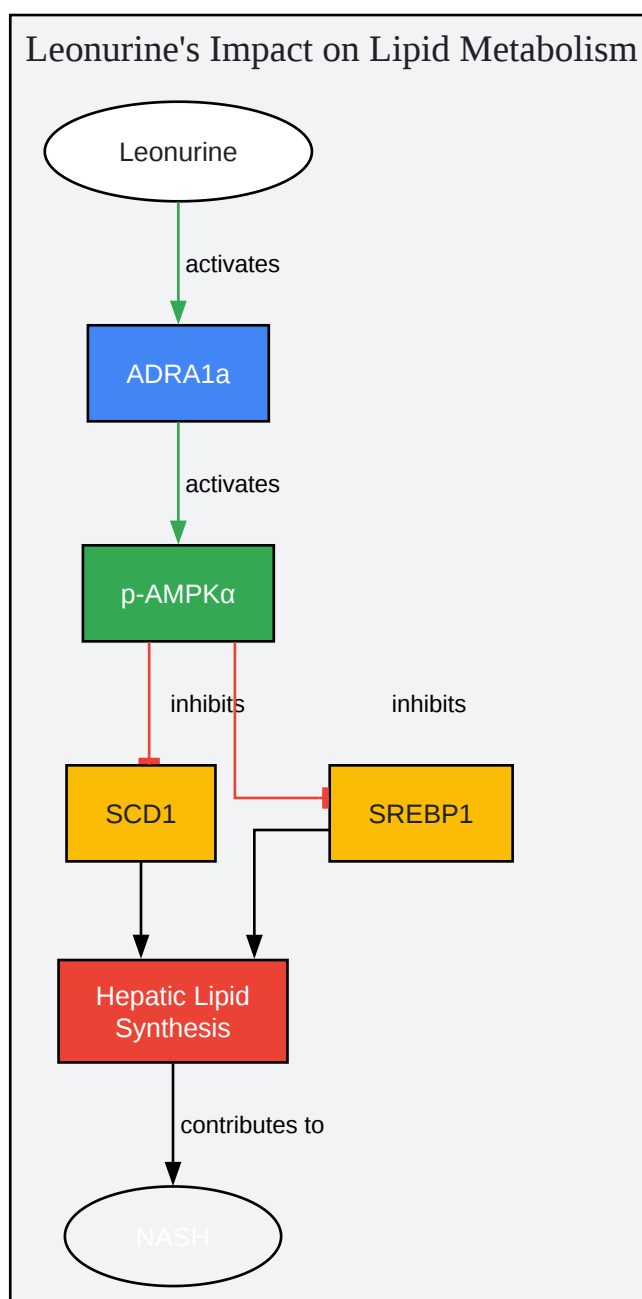 Leonurine's Impact on Lipid Metabolism
Leonurine
activates
ADRA1a
activates
p-AMPKα
inhibits
inhibits
SCD1
SREBP1
Hepatic Lipid
Synthesis
contributes to
NASH